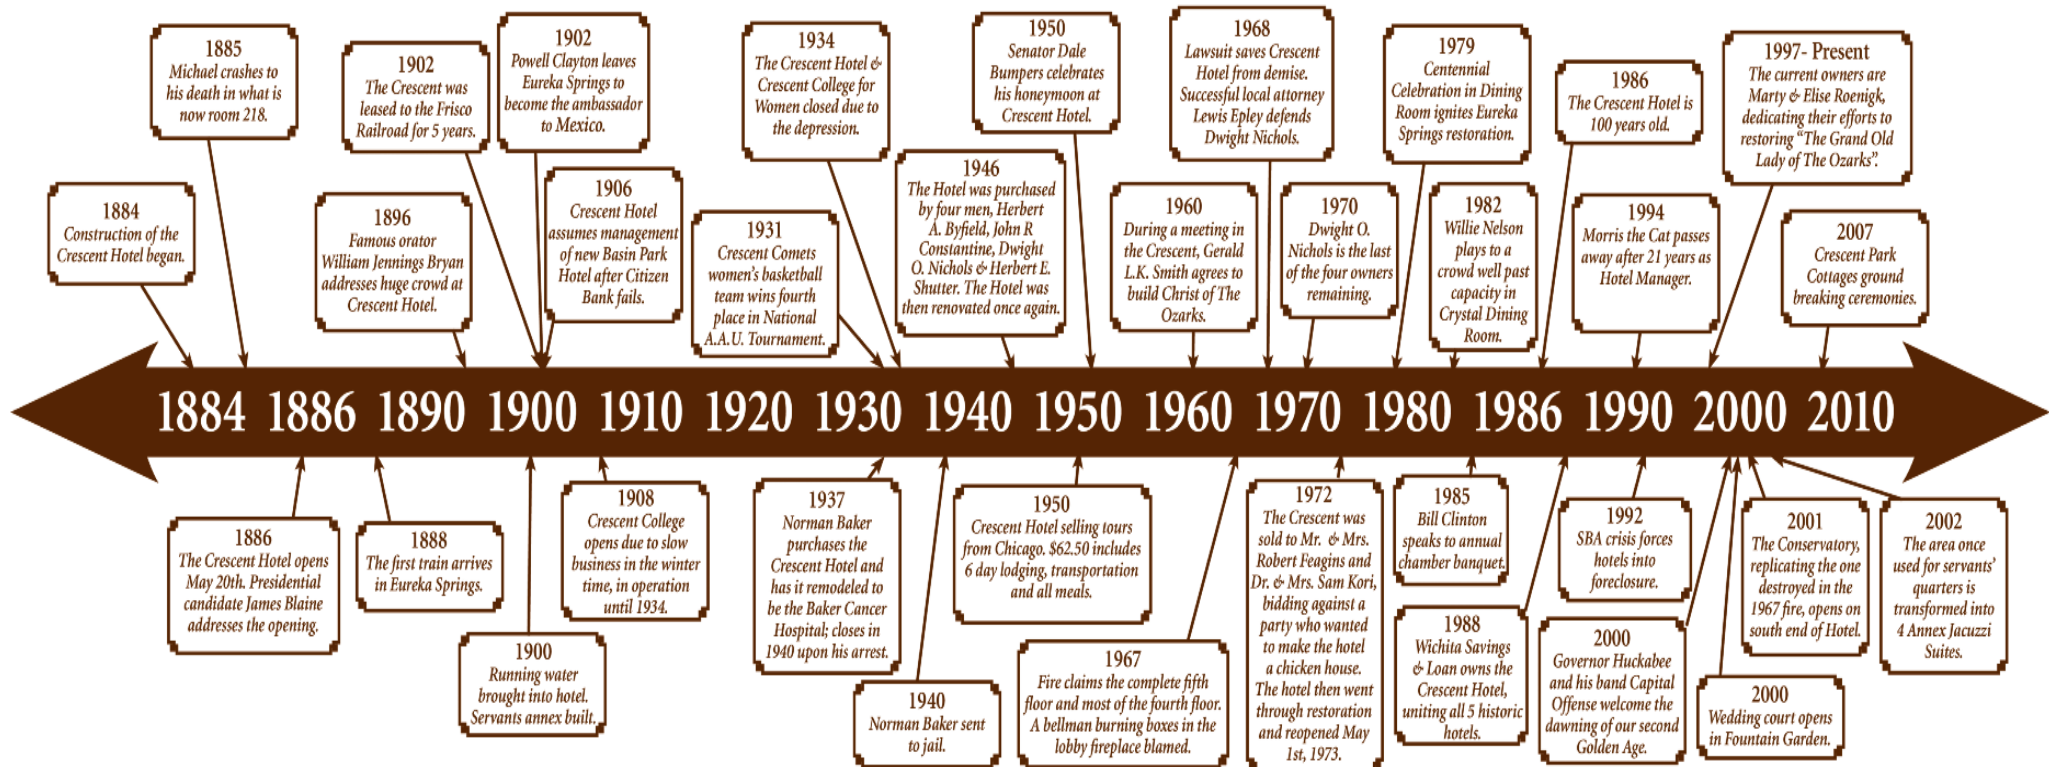 1885
Michael crashes to
his death in what is
now room 218.
1902
The Crescent was
leased to the Frisco
Railroad for 5 years.
1902
Powell Clayton leaves
Eureka Springs to
become the ambassador
to Mexico.
1934
The Crescent Hotel &
Crescent College for
Women closed due to
the depression.
1950
Senator Dale
Bumpers celebrates
his honeymoon at
Crescent Hotel.
1968
Lawsuit saves Crescent
Hotel from demise.
Successful local attorney
Lewis Epley defends
Dwight Nichols.
1979
Centennial
Celebration in Dining
Room ignites Eureka
Springs restoration.
1986
The Crescent Hotel is
100 years old.
1997- Present
The current owners are
Marty & Elise Roenigk,
dedicating their efforts to
restoring “The Grand Old
Lady of The Ozarks”.
1884
Construction of the
Crescent Hotel began.
1896
Famous orator
William Jennings Bryan
addresses huge crowd at
Crescent Hotel.
1906
Crescent Hotel
assumes management
of new Basin Park
Hotel after Citizen
Bank fails.
1931
Crescent Comets
women's basketball
team wins fourth
place in National
A.A.U. Tournament.
1946
The Hotel was purchased
by four men, Herbert
A. Byfield, John R
Constantine, Dwight
O. Nichols & Herbert E.
Shutter. The Hotel was
then renovated once again.
1960
During a meeting in
the Crescent, Gerald
L.K. Smith agrees to
build Christ of The
Ozarks.
1970
Dwight O.
Nichols is the last
of the four owners
remaining.
1982
Willie Nelson
plays to a
crowd well past
capacity in
Crystal Dining
Room.
1994
Morris the Cat passes
away after 21 years as
Hotel Manager.
2007
Crescent Park
Cottages ground
breaking ceremonies.
1884 1886 1890 1900 1910 1920 1930 1940 1950 1960 1970 1980 1986 1990 2000 2010
1886
The Crescent Hotel opens
May 20th. Presidential
candidate James Blaine
addresses the opening.
1888
The first train arrives
in Eureka Springs.
1900
Running water
brought into hotel.
Servants annex built.
1908
Crescent College
opens due to slow
business in the winter
time, in operation
until 1934.
1937
Norman Baker
purchases the
Crescent Hotel and
has it remodeled to
be the Baker Cancer
Hospital; closes in
1940 upon his arrest.
1940
Norman Baker sent
to jail.
1950
Crescent Hotel selling tours
from Chicago. $62.50 includes
6 day lodging, transportation
and all meals.
1967
Fire claims the complete fifth
floor and most of the fourth floor.
A bellman burning boxes in the
lobby fireplace blamed.
1972
The Crescent was
sold to Mr. & Mrs.
Robert Feagins and
Dr. & Mrs. Sam Kori,
bidding against a
party who wanted
to make the hotel
a chicken house.
The hotel then went
through restoration
and reopened May
1st, 1973.
1985
Bill Clinton
speaks to annual
chamber banquet.
1988
Wichita Savings
& Loan owns the
Crescent Hotel,
uniting all 5 historic
hotels.
1992
SBA crisis forces
hotels into
foreclosure.
2000
Governor Huckabee
and his band Capital
Offense welcome the
dawning of our second
Golden Age.
2000
Wedding court opens
in Fountain Garden.
2001
The Conservatory,
replicating the one
destroyed in the
1967 fire, opens on
south end of Hotel.
2002
The area once
used for servants'
quarters is
transformed into
4 Annex Jacuzzi
Suites.